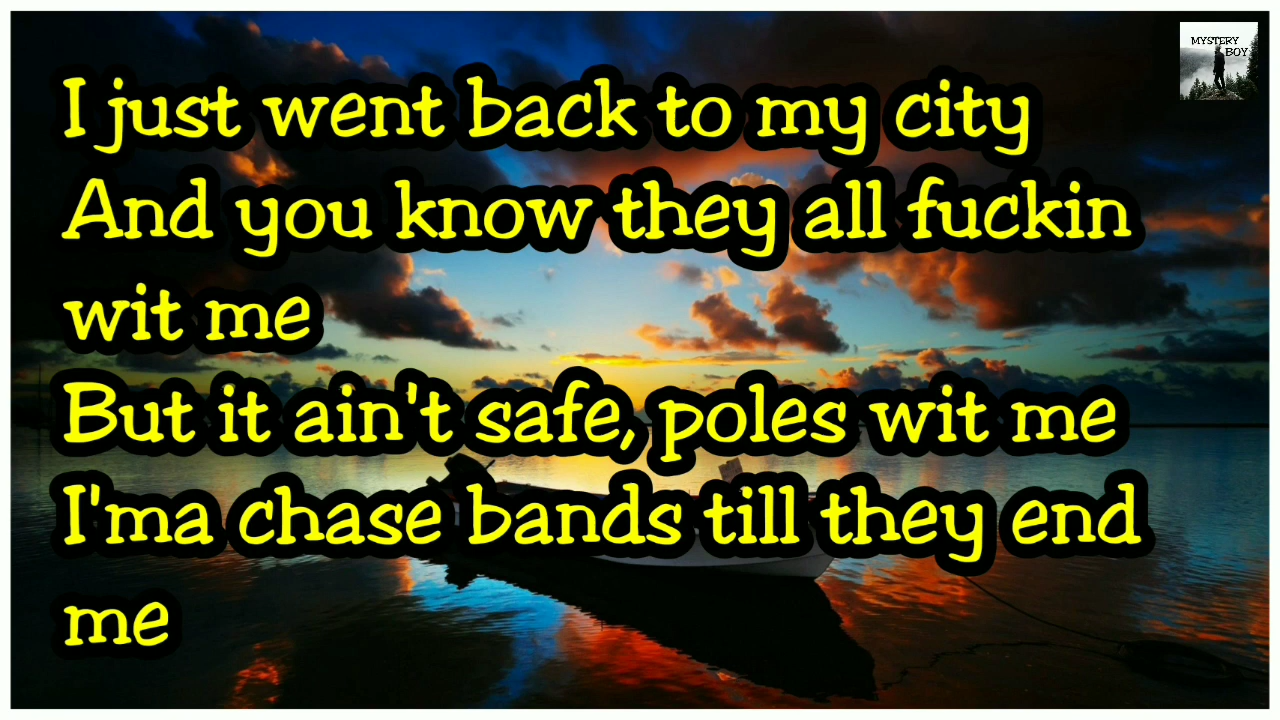 MYSTERY
BOY
I just went back to my city
And you know they all fuckin
wit me
But it ain't safe, poles wit me
I'ma chase bands till they end
me